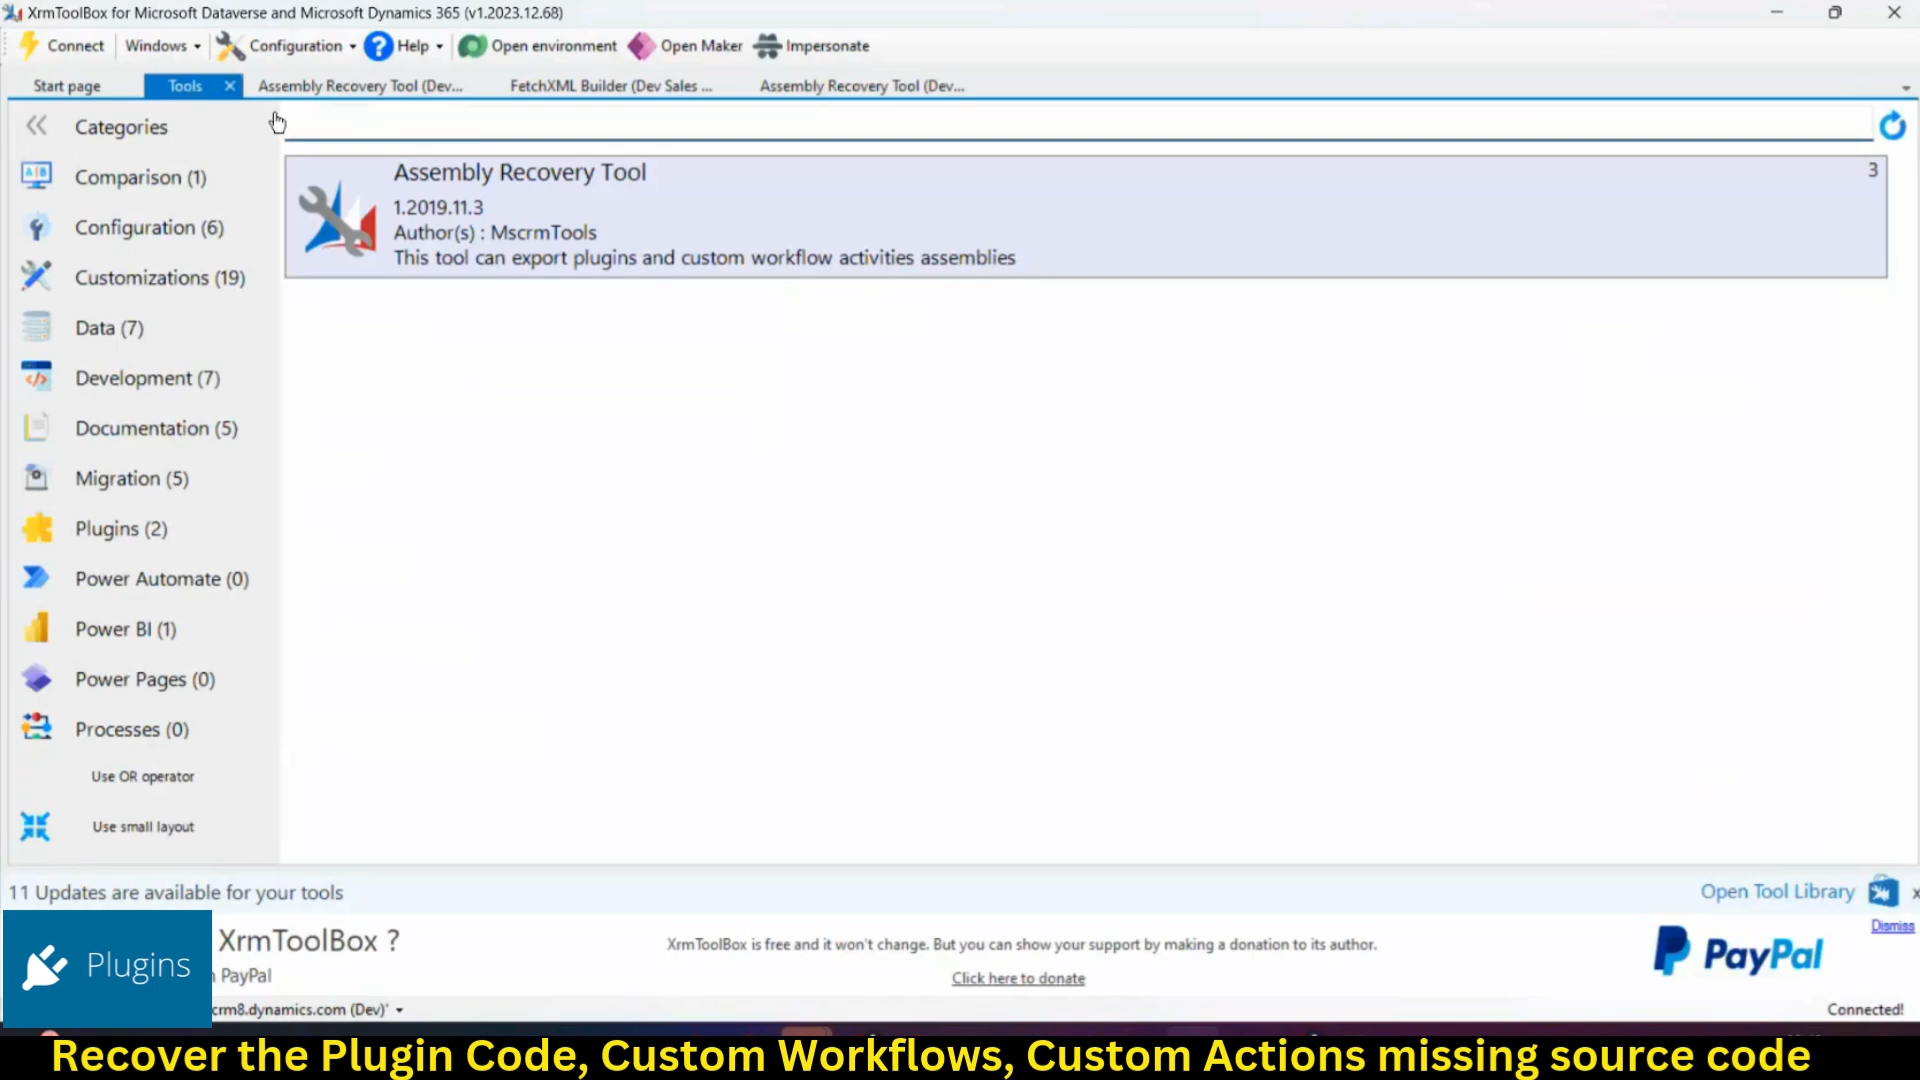 XrmToolBox for Microsoft Dataverse and Microsoft Dynamics 365 (v1.2023.12.68)
Connect Windows Configuration Help Open environment Open Maker Impersonate
Start page Tools Assembly Recovery Tool (Dev... FetchXML Builder (Dev Sales ... Assembly Recovery Tool (Dev...
Categories
Comparison (1)
Configuration (6)
Customizations (19)
Data (7)
Development (7)
Documentation (5)
Migration (5)
Plugins (2)
Power Automate (0)
Power BI (1)
Power Pages (0)
Processes (0)
Use OR operator
Use small layout
Assembly Recovery Tool 3
1.2019.11.3
Author(s) : MscrmTools
This tool can export plugins and custom workflow activities assemblies
11 Updates are available for your tools
Open Tool Library x
Plugins
XrmToolBox ?
PayPal
XrmToolBox is free and it won't change. But you can show your support by making a donation to its author.
Click here to donate
PayPal
Dismiss
crm8.dynamics.com (Dev)'
Connected!
Recover the Plugin Code, Custom Workflows, Custom Actions missing source code